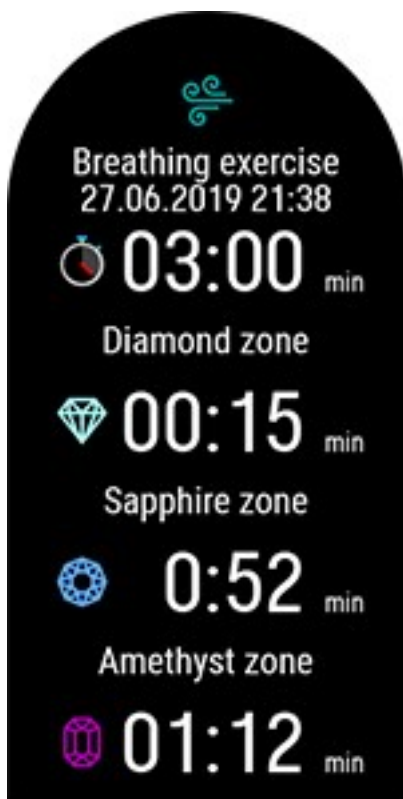 Breathing exercise
27.06.2019 21:38
03:00 min
Diamond zone
00:15 min
Sapphire zone
0:52 min
Amethyst zone
01:12 min